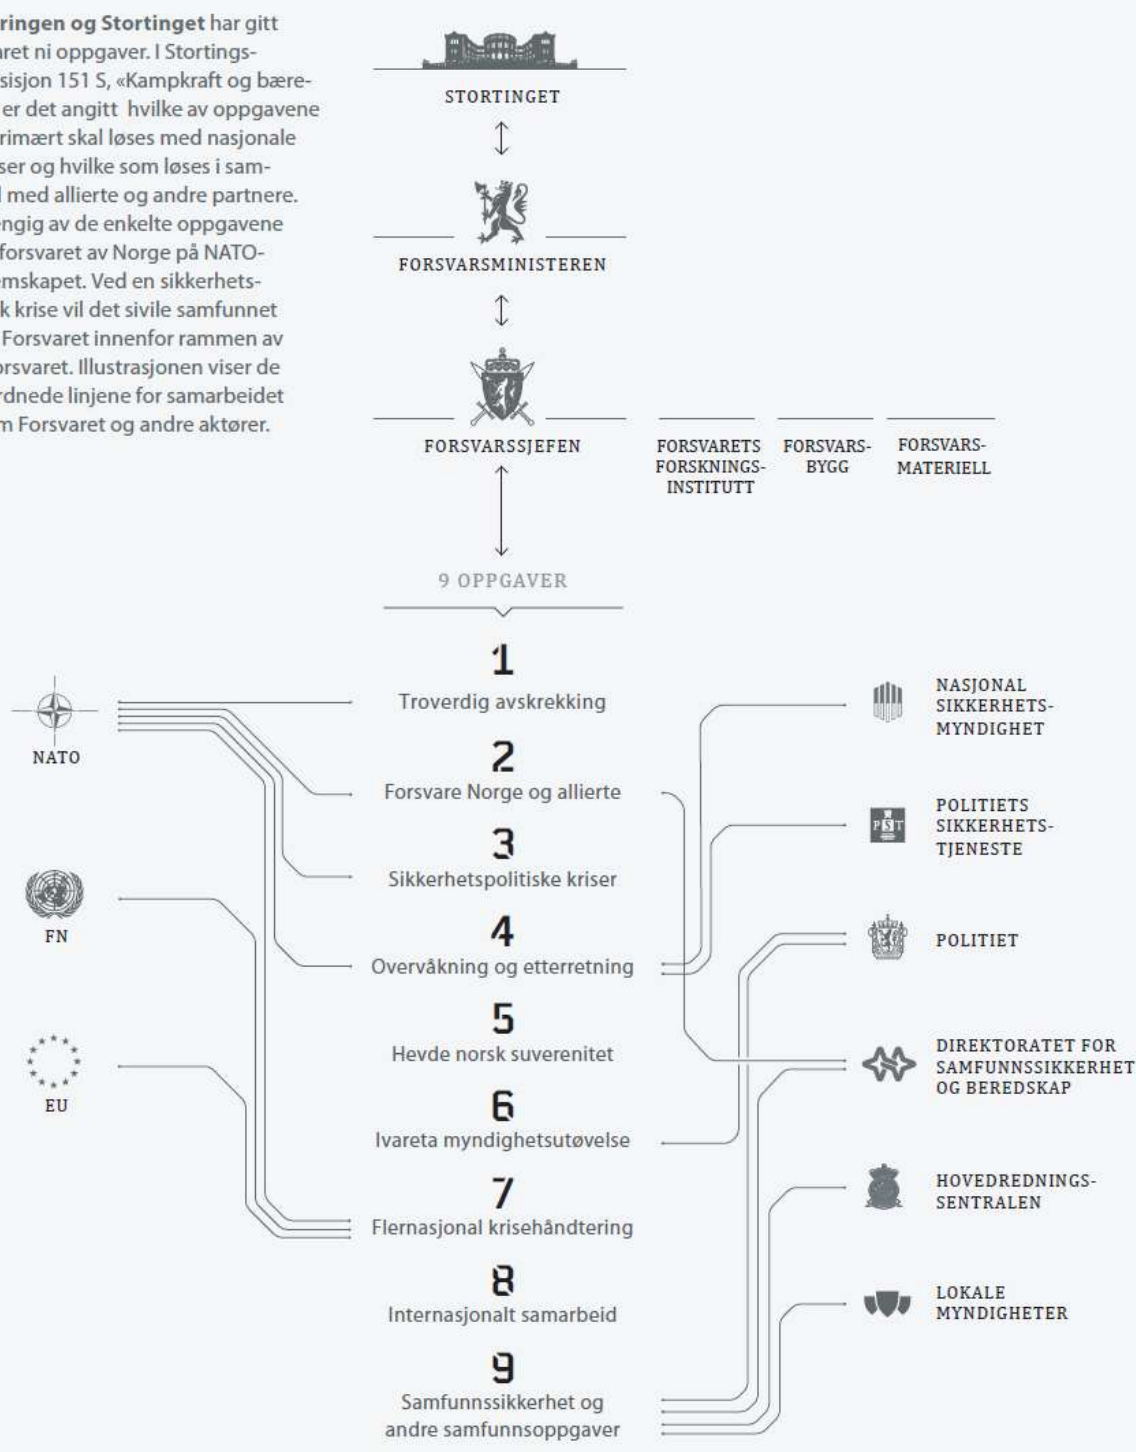 ringen og Stortinget har gitt
aret ni oppgaver. I Stortings-
sisjon 151 S, «Kampkraft og bære-
er det angitt hvilke av oppgavene
rimært skal løses med nasjonale
ser og hvilke som løses i sam-
l med allierte og andre partnere.
engig av de enkelte oppgavene
forsvaret av Norge på NATO-
emskapet. Ved en sikkerhets-
k krise vil det sivile samfunnet
Forsvaret innenfor rammen av
orsvaret. Illustrasjonen viser de
rdnede linjene for samarbeidet
m Forsvaret og andre aktører.
STORTINGET
FORSVARSMINISTEREN
FORSVARSSJEFEN
FORSVARETS
FORSKNINGS-
INSTITUTT
FORSVARS-
BYGG
FORSVARS-
MATERIELL
9 OPPGAVER
1
Troverdig avskrekking
2
Forsvare Norge og allierte
3
Sikkerhetspolitiske kriser
4
Overvåkning og etterretning
5
Hevde norsk suverenitet
6
Ivareta myndighetsutøvelse
7
Flernasjonal krisehåndtering
8
Internasjonalt samarbeid
9
Samfunnssikkerhet og
andre samfunnsoppgaver
NATO
FN
EU
NASJONAL
SIKKERHETS-
MYNDIGHET
PST
POLITIETS
SIKKERHETS-
TJENESTE
POLITIET
DIREKTORATET FOR
SAMFUNNSSIKKERHET
OG BEREDSKAP
HOVEDREDNINGS-
SENTRALEN
LOKALE
MYNDIGHETER